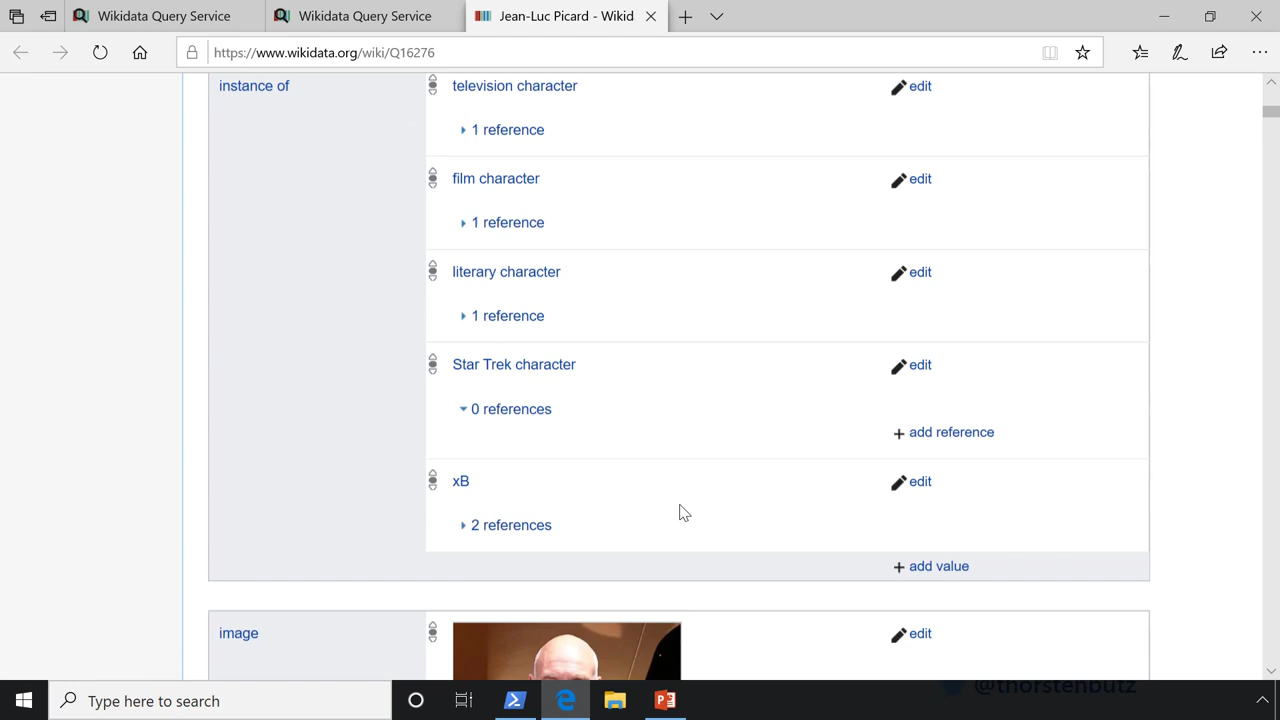 Wikidata Query Service
Wikidata Query Service
Jean-Luc Picard - Wikid
https://www.wikidata.org/wiki/Q16276
instance of
television character
edit
1 reference
film character
edit
1 reference
literary character
edit
1 reference
Star Trek character
edit
0 references
+ add reference
xB
edit
2 references
+ add value
image
edit
@thorstenbutz
Type here to search